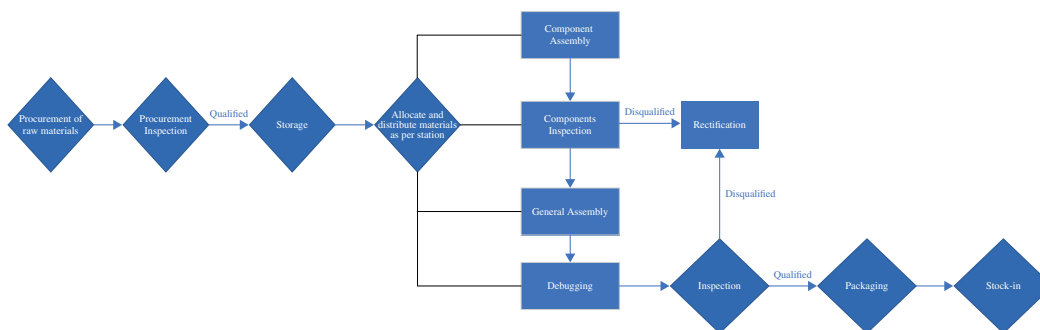 Component
Assembly
Procurement of
raw materials
Procurement
Inspection
Qualified
Storage
Allocate and
distribute materials
as per station
Components
Inspection
Disqualified
Rectification
General Assembly
Disqualified
Debugging
Inspection
Qualified
Packaging
Stock-in